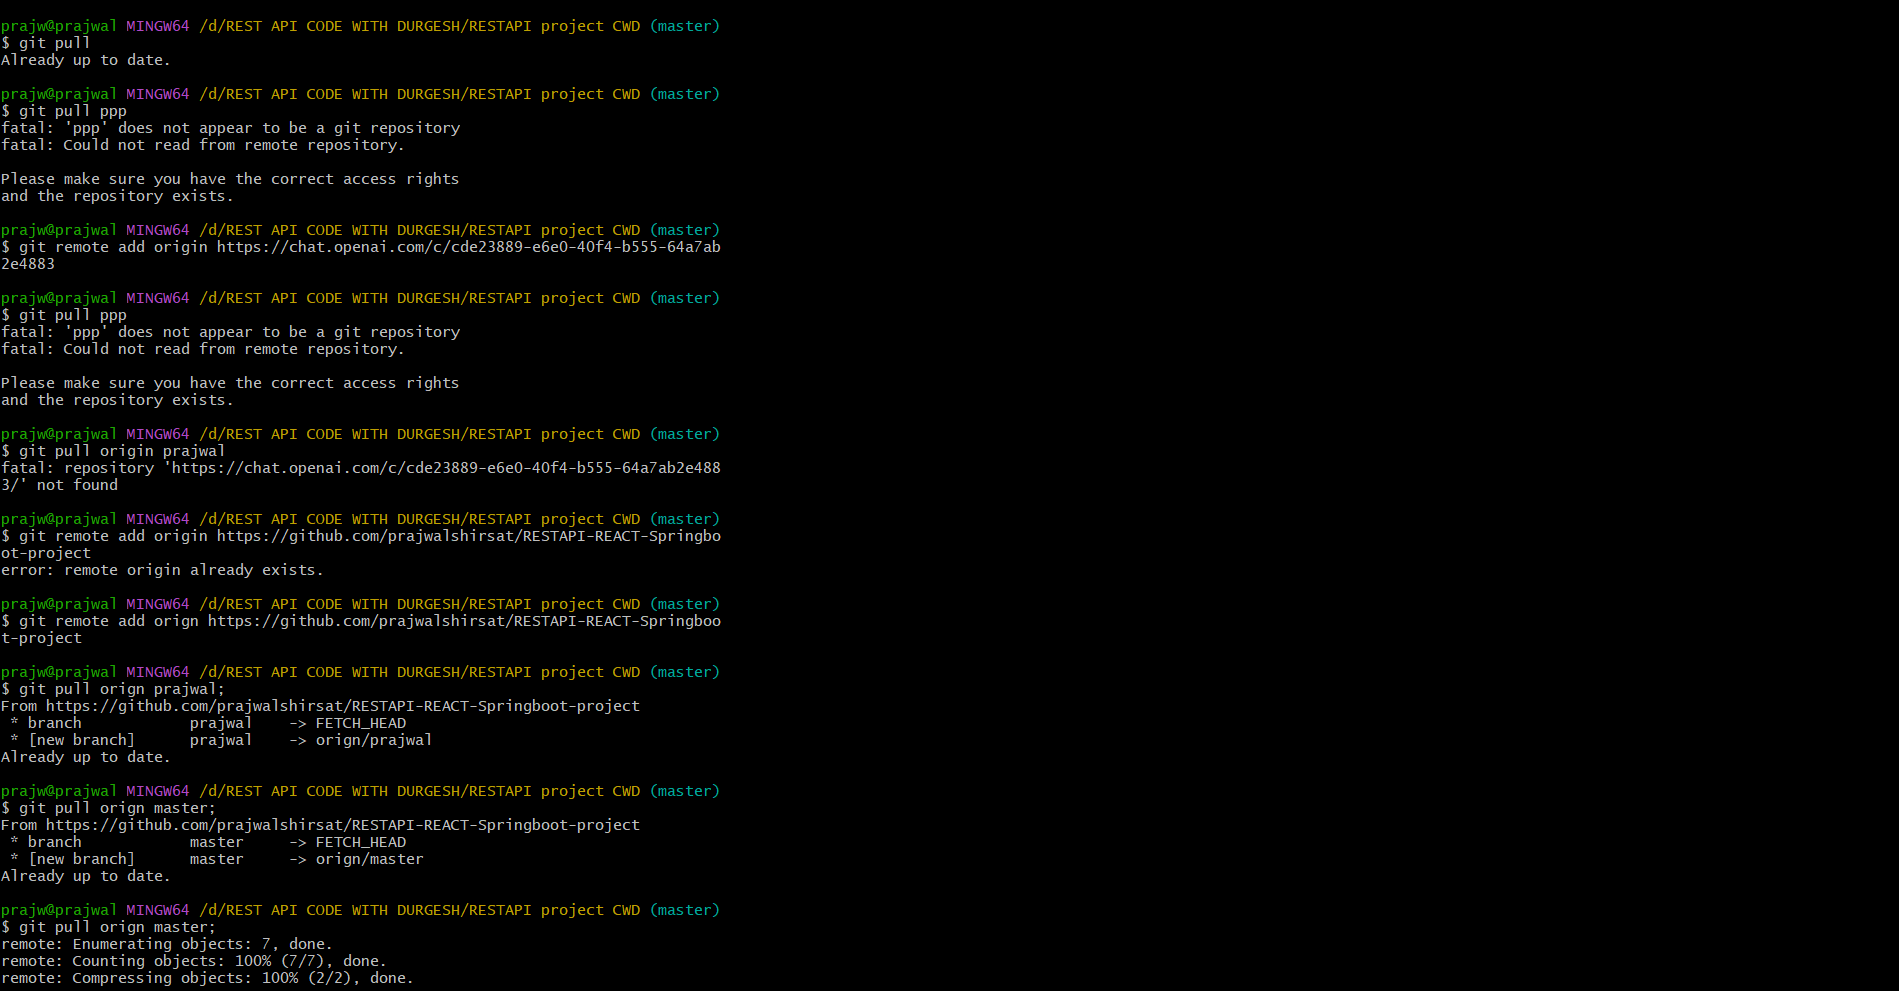 prajw@prajwal MINGW64 /d/REST API CODE WITH DURGESH/RESTAPI project CWD (master)
$ git pull
Already up to date.
prajw@prajwal MINGW64 /d/REST API CODE WITH DURGESH/RESTAPI project CWD (master)
$ git pull ppp
fatal: 'ppp' does not appear to be a git repository
fatal: Could not read from remote repository.
Please make sure you have the correct access rights
and the repository exists.
prajw@prajwal MINGW64 /d/REST API CODE WITH DURGESH/RESTAPI project CWD (master)
$ git remote add origin https://chat.openai.com/c/cde23889-e6e0-40f4-b555-64a7ab
2e4883
prajw@prajwal MINGW64 /d/REST API CODE WITH DURGESH/RESTAPI project CWD (master)
$ git pull ppp
fatal: 'ppp' does not appear to be a git repository
fatal: Could not read from remote repository.
Please make sure you have the correct access rights
and the repository exists.
prajw@prajwal MINGW64 /d/REST API CODE WITH DURGESH/RESTAPI project CWD (master)
$ git pull origin prajwal
fatal: repository 'https://chat.openai.com/c/cde23889-e6e0-40f4-b555-64a7ab2e488
3/' not found
prajw@prajwal MINGW64 /d/REST API CODE WITH DURGESH/RESTAPI project CWD (master)
$ git remote add origin https://github.com/prajwalshirsat/RESTAPI-REACT-Springbo
ot-project
error: remote origin already exists.
prajw@prajwal MINGW64 /d/REST API CODE WITH DURGESH/RESTAPI project CWD (master)
$ git remote add orign https://github.com/prajwalshirsat/RESTAPI-REACT-Springboo
t-project
prajw@prajwal MINGW64 /d/REST API CODE WITH DURGESH/RESTAPI project CWD (master)
$ git pull orign prajwal;
From https://github.com/prajwalshirsat/RESTAPI-REACT-Springboot-project
 * branch            prajwal    -> FETCH_HEAD
 * [new branch]      prajwal    -> orign/prajwal
Already up to date.
prajw@prajwal MINGW64 /d/REST API CODE WITH DURGESH/RESTAPI project CWD (master)
$ git pull orign master;
From https://github.com/prajwalshirsat/RESTAPI-REACT-Springboot-project
 * branch            master     -> FETCH_HEAD
 * [new branch]      master     -> orign/master
Already up to date.
prajw@prajwal MINGW64 /d/REST API CODE WITH DURGESH/RESTAPI project CWD (master)
$ git pull orign master;
remote: Enumerating objects: 7, done.
remote: Counting objects: 100% (7/7), done.
remote: Compressing objects: 100% (2/2), done.